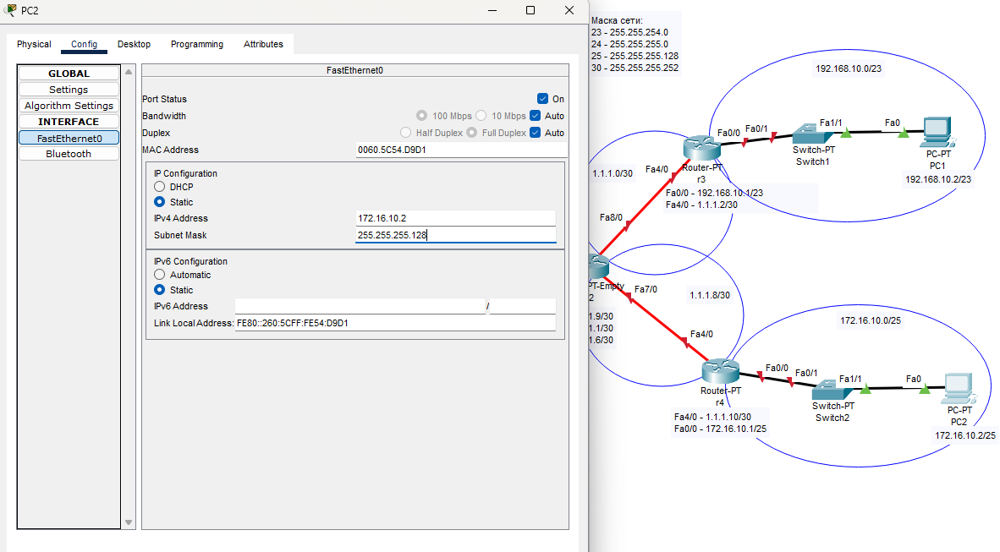 PC2
Physical Config Desktop Programming Attributes
GLOBAL
Settings
Algorithm Settings
INTERFACE
FastEthernet0
Bluetooth
FastEthernet0
Port Status On
Bandwidth 100 Mbps 10 Mbps Auto
Duplex Half Duplex Full Duplex Auto
MAC Address 0060.5C54.D9D1
IP Configuration
DHCP
Static
IPv4 Address 172.16.10.2
Subnet Mask 255.255.255.128
IPv6 Configuration
Automatic
Static
IPv6 Address /
Link Local Address: FE80::260:5CFF:FE54:D9D1
Маска сети:
23 - 255.255.254.0
24 - 255.255.255.0
25 - 255.255.255.128
30 - 255.255.255.252
192.168.10.0/23
Fa0/0 Fa0/1 Fa1/1 Fa0
Switch-PT
Switch1
PC-PT
PC1
192.168.10.2/23
1.1.1.0/30
Fa4/0
Router-PT
r3
Fa0/0 - 192.168.10.1/23
Fa4/0 - 1.1.1.2/30
Fa8/0
PT-Empty
2
Fa7/0
1.1.1.8/30
1.9/30
1.1/30
1.6/30
Fa4/0
172.16.10.0/25
Fa0/0 Fa0/1 Fa1/1 Fa0
Router-PT
r4
Fa4/0 - 1.1.1.10/30
Fa0/0 - 172.16.10.1/25
Switch-PT
Switch2
PC-PT
PC2
172.16.10.2/25